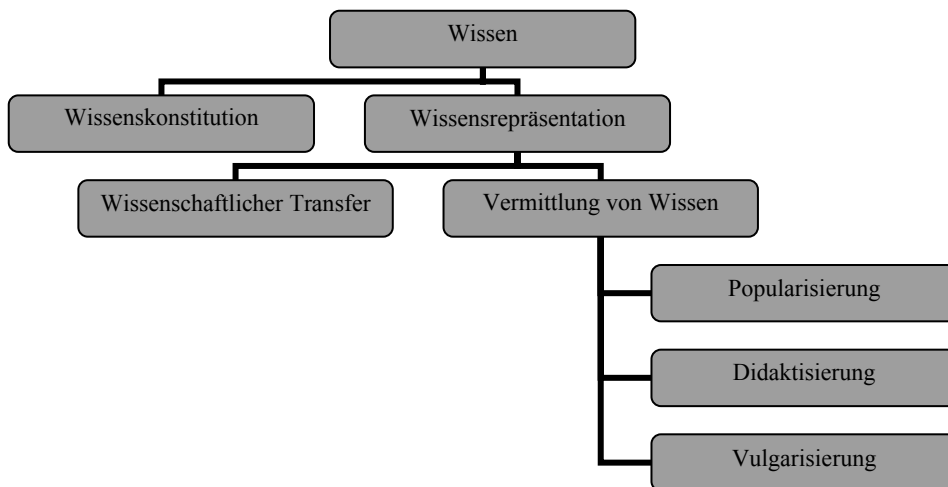 Wissen
Wissenskonstitution
Wissensrepräsentation
Wissenschaftlicher Transfer
Vermittlung von Wissen
Popularisierung
Didaktisierung
Vulgarisierung